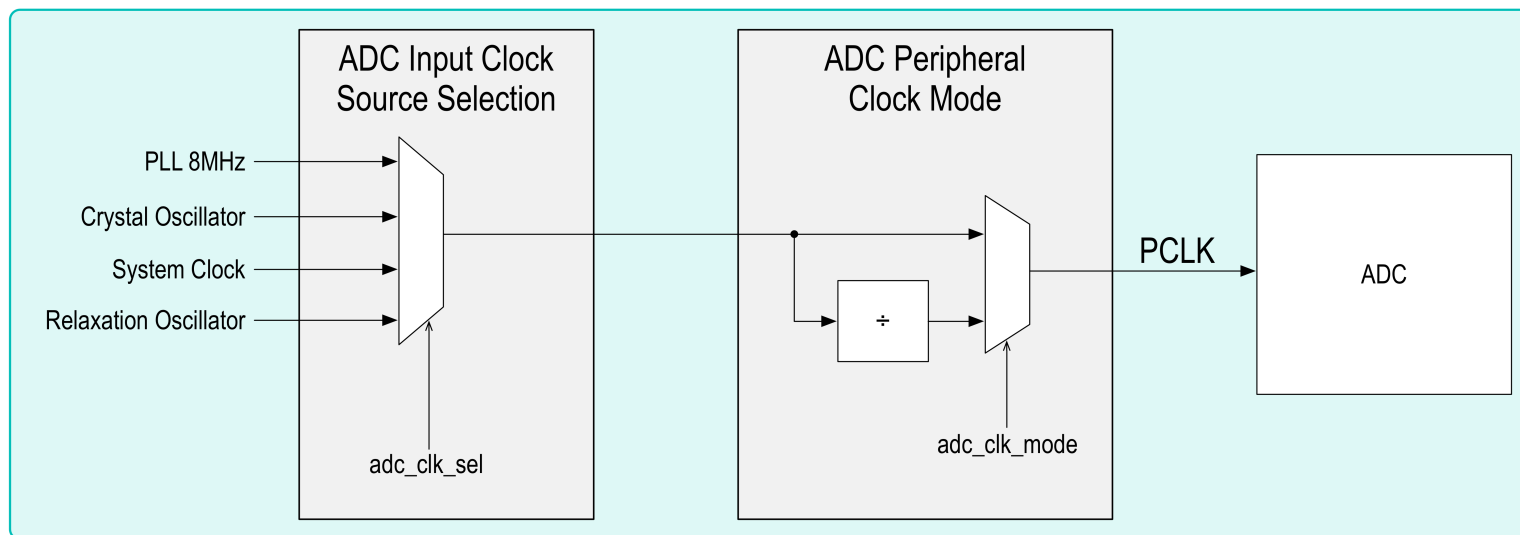 ADC Input Clock
Source Selection
PLL 8MHz
Crystal Oscillator
System Clock
Relaxation Oscillator
adc_clk_sel
ADC Peripheral
Clock Mode
÷
adc_clk_mode
PCLK
ADC